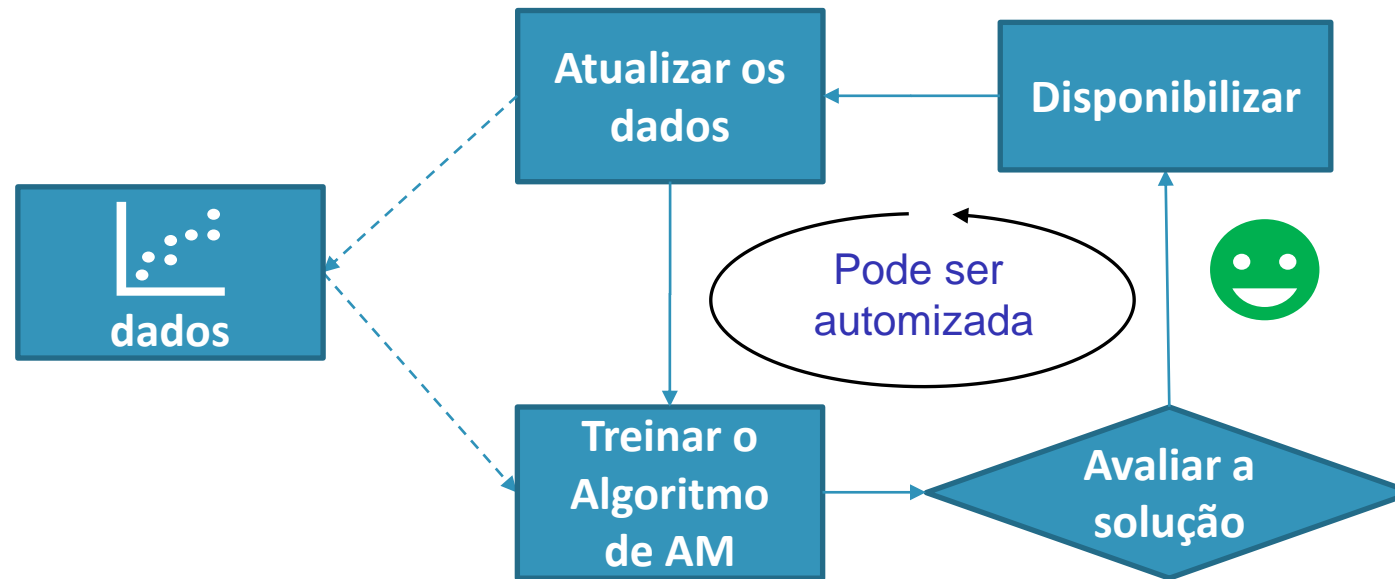 Atualizar os
dados
Disponibilizar
dados
Pode ser
automizada
Treinar o
Algoritmo
de AM
Avaliar a
solução